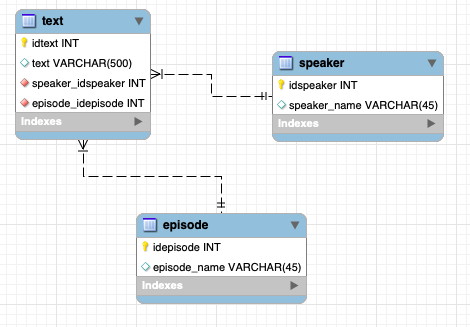 text
idtext INT
text VARCHAR(500)
speaker_idspeaker INT
episode_idepisode INT
Indexes
speaker
idspeaker INT
speaker_name VARCHAR(45)
Indexes
episode
idepisode INT
episode_name VARCHAR(45)
Indexes